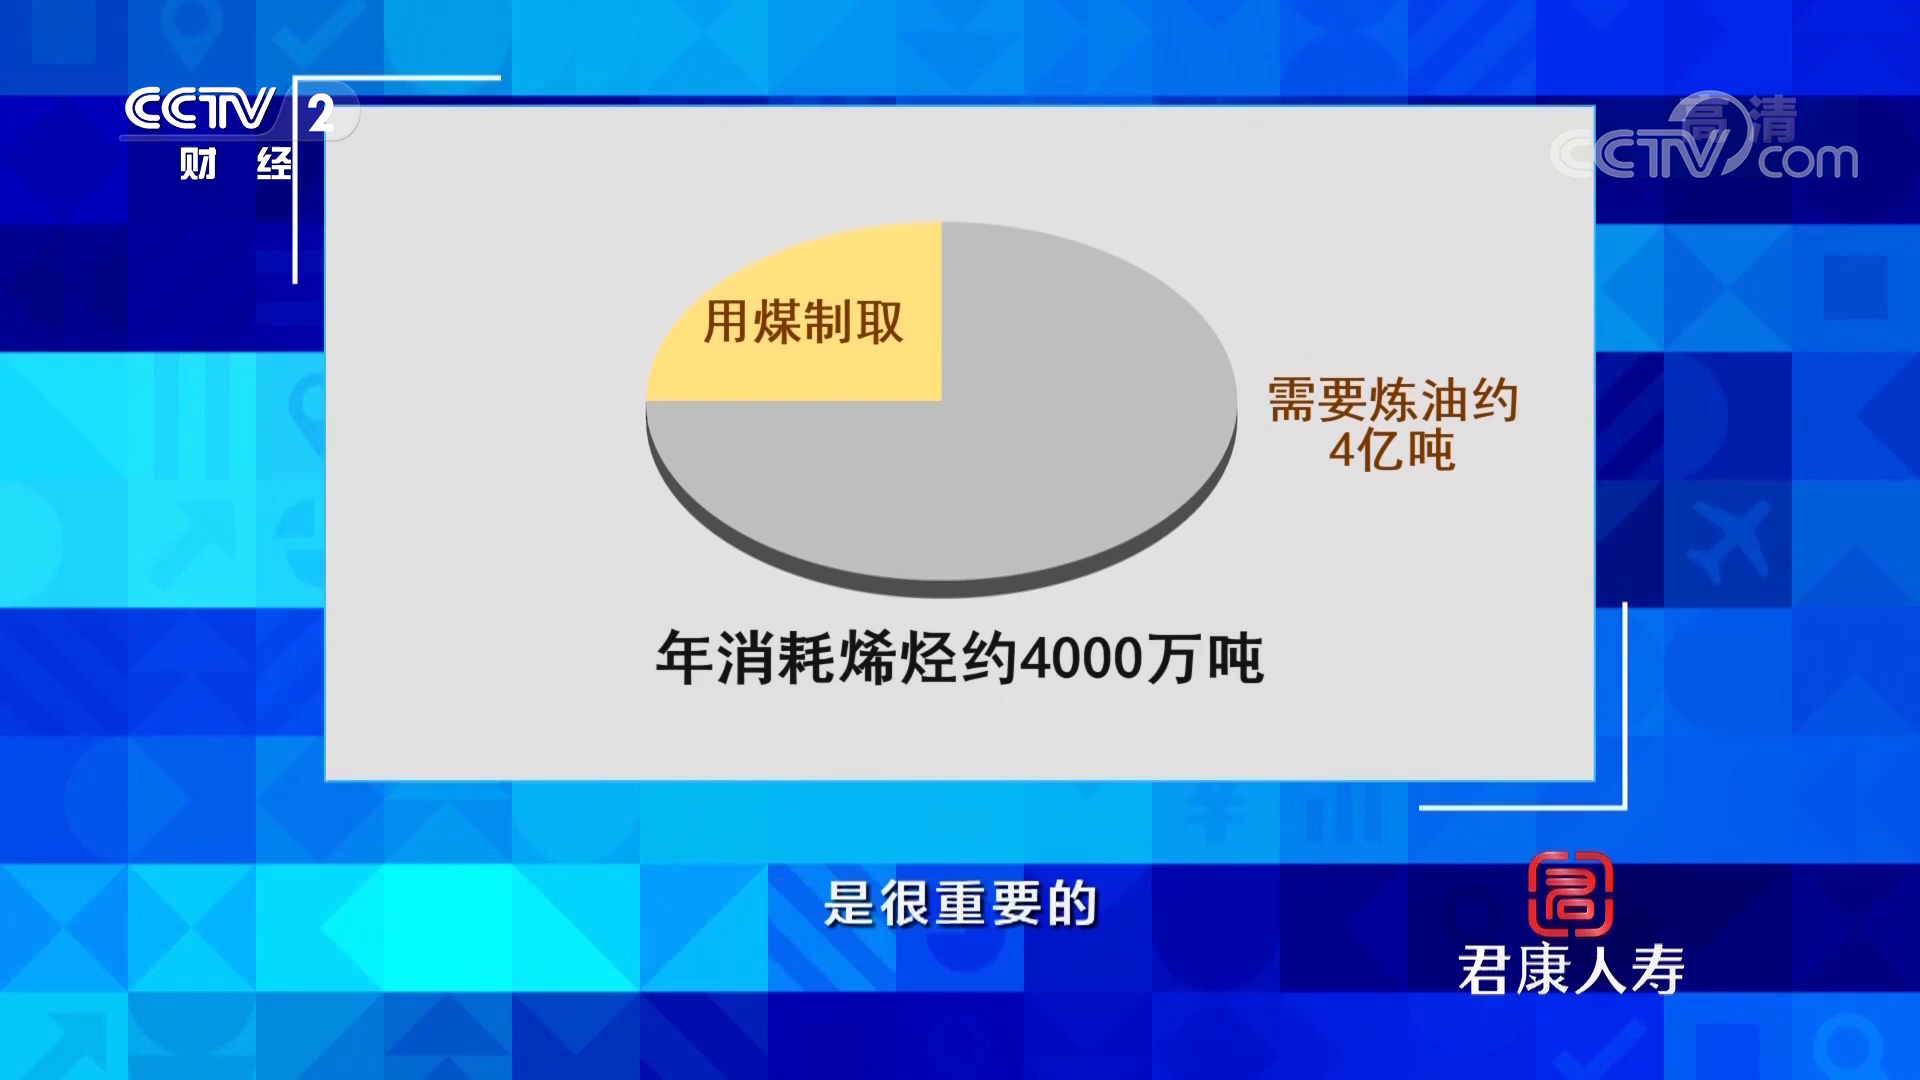 CCTV 2
财经
高清
CCTV com
用煤制取
需要炼油约
4亿吨
年消耗烯烃约4000万吨
是很重要的
君康人寿